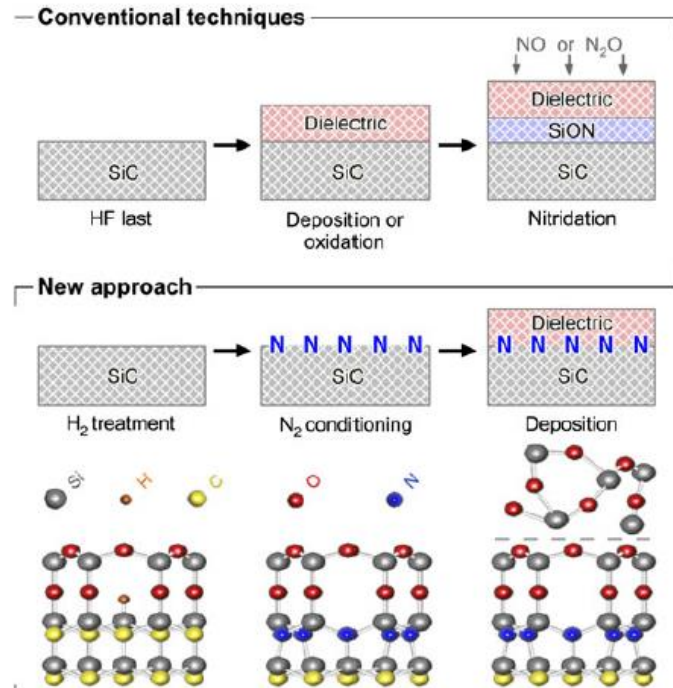 Conventional techniques
NO or N₂O
Dielectric
Dielectric
SiON
SiC
SiC
SiC
HF last
Deposition or
oxidation
Nitridation
New approach
Dielectric
N N N N N
N N N N N
SiC
SiC
SiC
H₂ treatment
N₂ conditioning
Deposition
Si
H
C
O
N